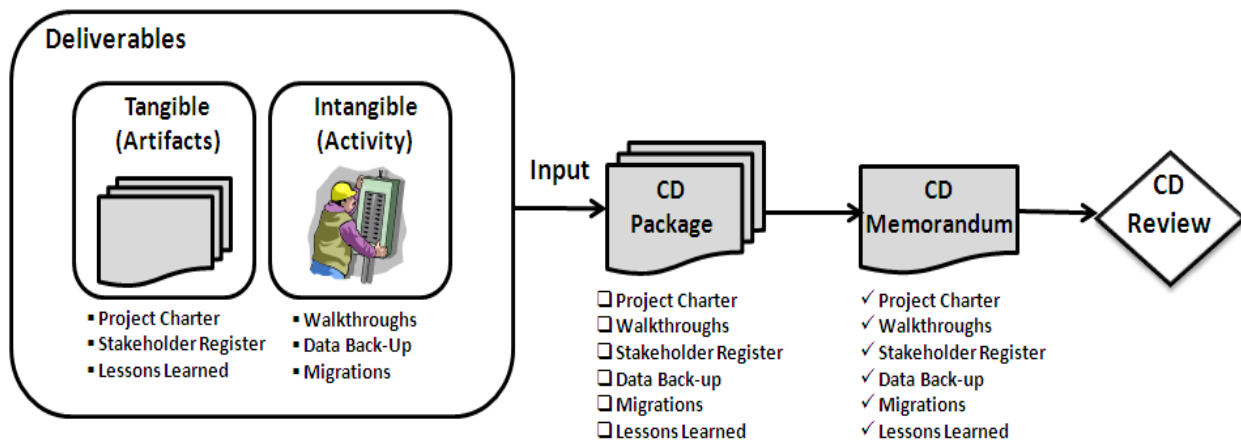 Deliverables
Tangible
(Artifacts)
▪ Project Charter
▪ Stakeholder Register
▪ Lessons Learned
Intangible
(Activity)
▪ Walkthroughs
▪ Data Back-Up
▪ Migrations
Input
CD
Package
❑ Project Charter
❑ Walkthroughs
❑ Stakeholder Register
❑ Data Back-up
❑ Migrations
❑ Lessons Learned
CD
Memorandum
✓ Project Charter
✓ Walkthroughs
✓ Stakeholder Register
✓ Data Back-up
✓ Migrations
✓ Lessons Learned
CD
Review